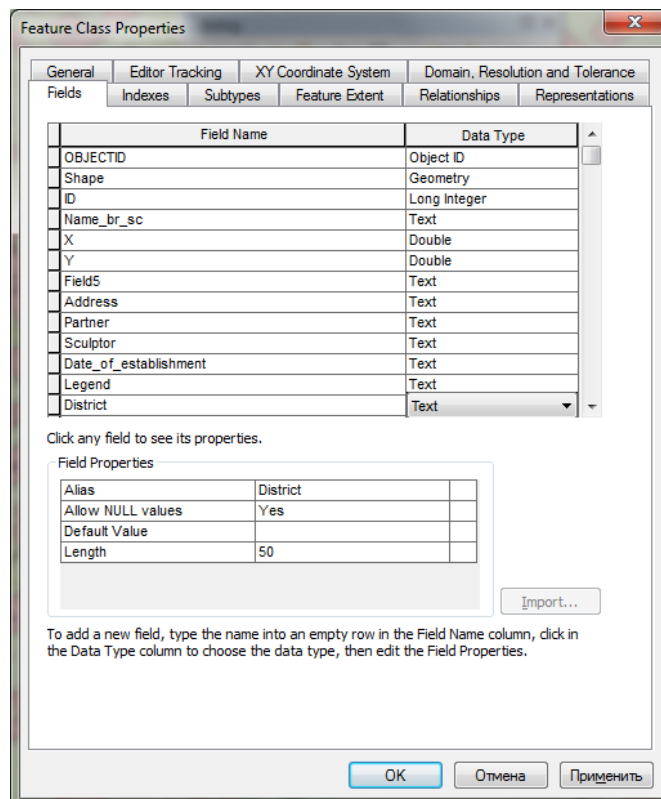 Feature Class Properties
General Editor Tracking XY Coordinate System Domain, Resolution and Tolerance
Fields Indexes Subtypes Feature Extent Relationships Representations
Field Name Data Type
OBJECTID Object ID
Shape Geometry
ID Long Integer
Name_br_sc Text
X Double
Y Double
Field5 Text
Address Text
Partner Text
Sculptor Text
Date_of_establishment Text
Legend Text
District Text
Click any field to see its properties.
Field Properties
Alias District
Allow NULL values Yes
Default Value
Length 50
Import...
To add a new field, type the name into an empty row in the Field Name column, click in
the Data Type column to choose the data type, then edit the Field Properties.
OK Отмена Применить